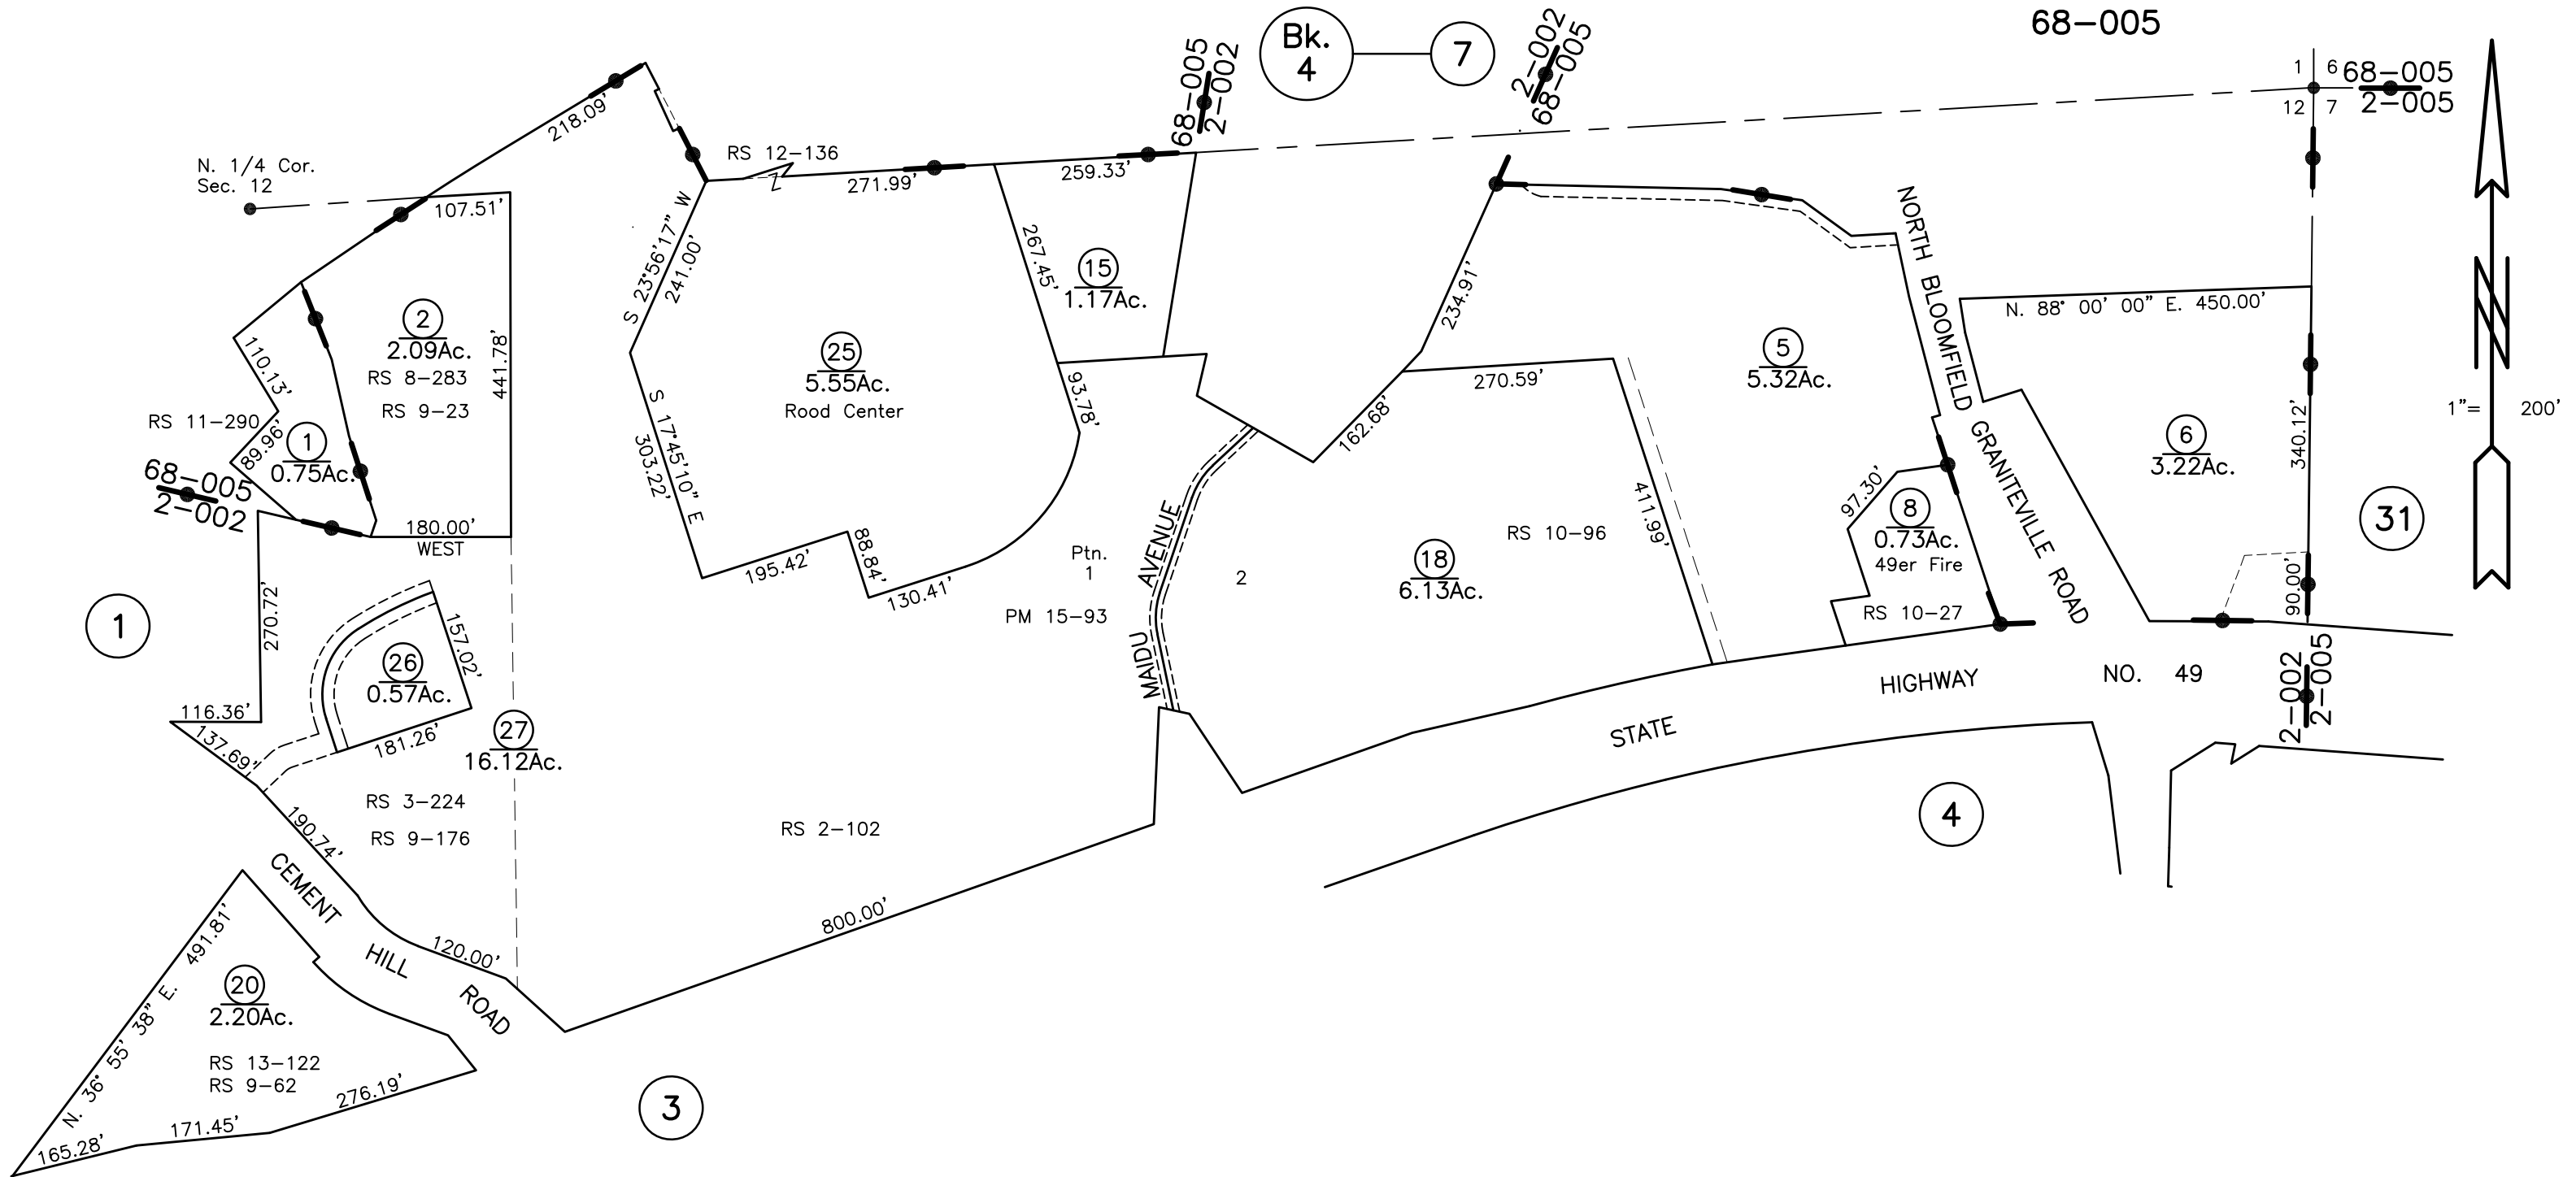 68-005
Bk.
4
7
68-005
2-002
2-002
68-005
1 6
12 7
68-005
2-005
218.09'
RS 12-136
N. 1/4 Cor.
Sec. 12
107.51'
271.99'
259.33'
S 23°56'17" W
241.00'
267.45'
15
1.17Ac.
234.91'
NORTH BLOOMFIELD GRANITEVILLE ROAD
N. 88° 00' 00" E. 450.00'
2
2.09Ac.
RS 8-283
RS 9-23
441.78'
110.13'
25
5.55Ac.
Rood Center
5
5.32Ac.
270.59'
1"= 200'
RS 11-290
89.96'
1
0.75Ac.
S 17°45'10" E
303.22'
93.78'
162.68'
6
3.22Ac.
340.12'
68-005
2-002
180.00'
WEST
97.30'
8
0.73Ac.
49er Fire
RS 10-27
31
411.99'
RS 10-96
195.42'
88.84'
130.41'
Ptn.
1
PM 15-93
MAIDU AVENUE
2
18
6.13Ac.
90.00'
1
270.72'
157.02'
26
0.57Ac.
116.36'
137.69'
181.26'
27
16.12Ac.
STATE HIGHWAY NO. 49
2-002
2-005
RS 3-224
RS 9-176
RS 2-102
190.74'
4
CEMENT HILL ROAD
120.00'
800.00'
N. 36° 55' 38" E. 491.81'
20
2.20Ac.
RS 13-122
RS 9-62
276.19'
171.45'
165.28'
3